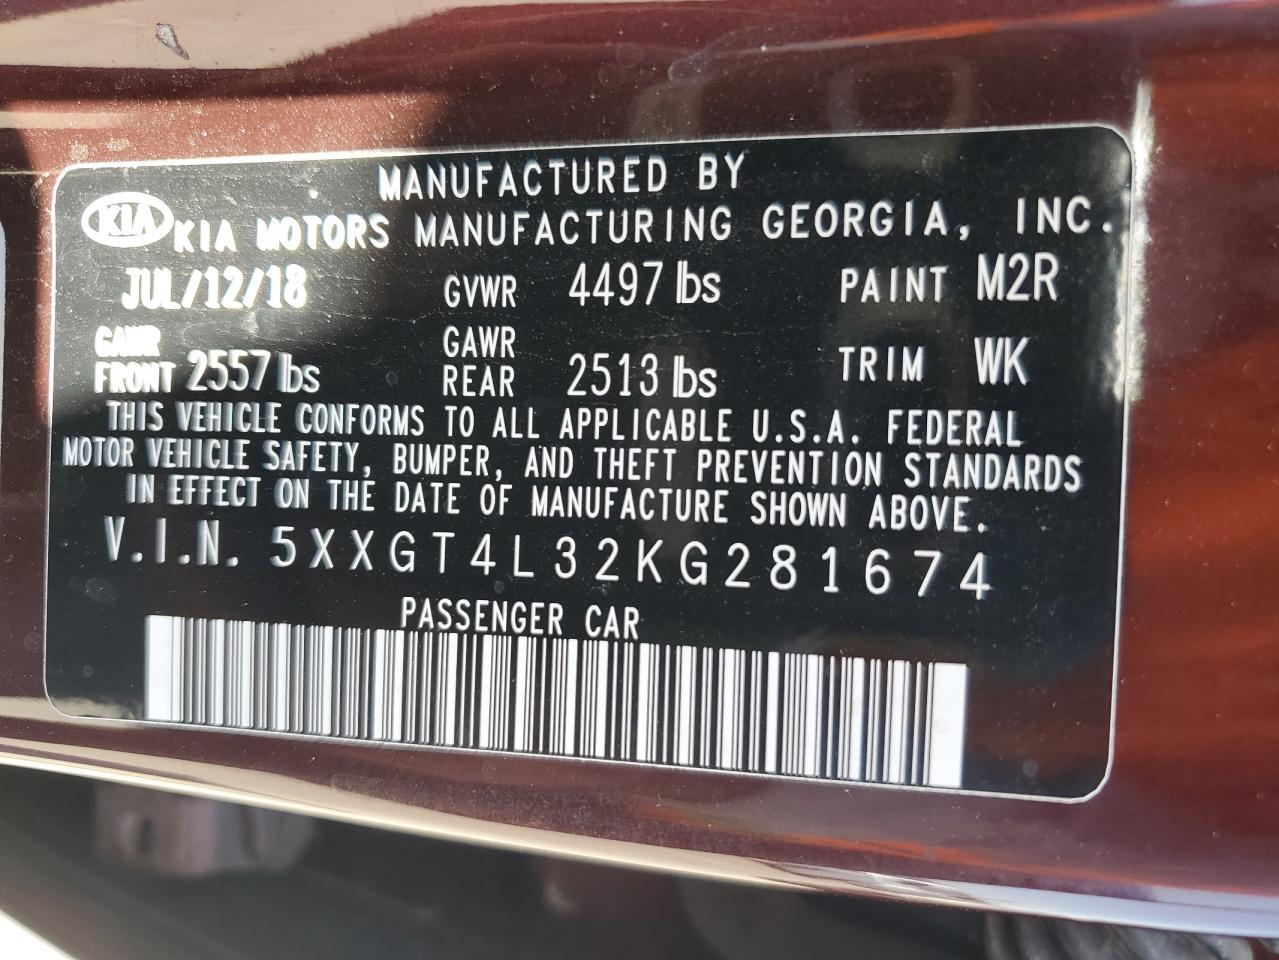 MANUFACTURED BY
KIA KIA MOTORS MANUFACTURING GEORGIA, INC.
JUL/12/18 GVWR 4497 lbs PAINT M2R
GAWR FRONT 2557 lbs GAWR REAR 2513 lbs TRIM WK
THIS VEHICLE CONFORMS TO ALL APPLICABLE U.S.A. FEDERAL
MOTOR VEHICLE SAFETY, BUMPER, AND THEFT PREVENTION STANDARDS
IN EFFECT ON THE DATE OF MANUFACTURE SHOWN ABOVE.
V.I.N. 5XXGT4L32KG281674
PASSENGER CAR